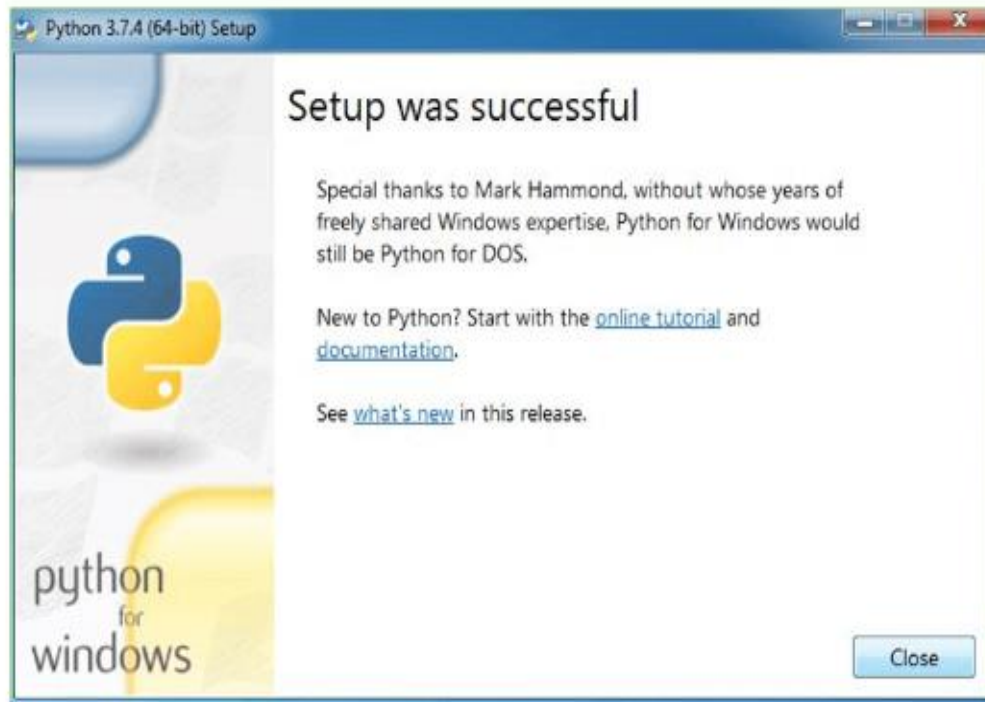 Python 3.7.4 (64-bit) Setup
Setup was successful
Special thanks to Mark Hammond, without whose years of
freely shared Windows expertise, Python for Windows would
still be Python for DOS.
New to Python? Start with the online tutorial and
documentation.
See what's new in this release.
python
for
windows
Close